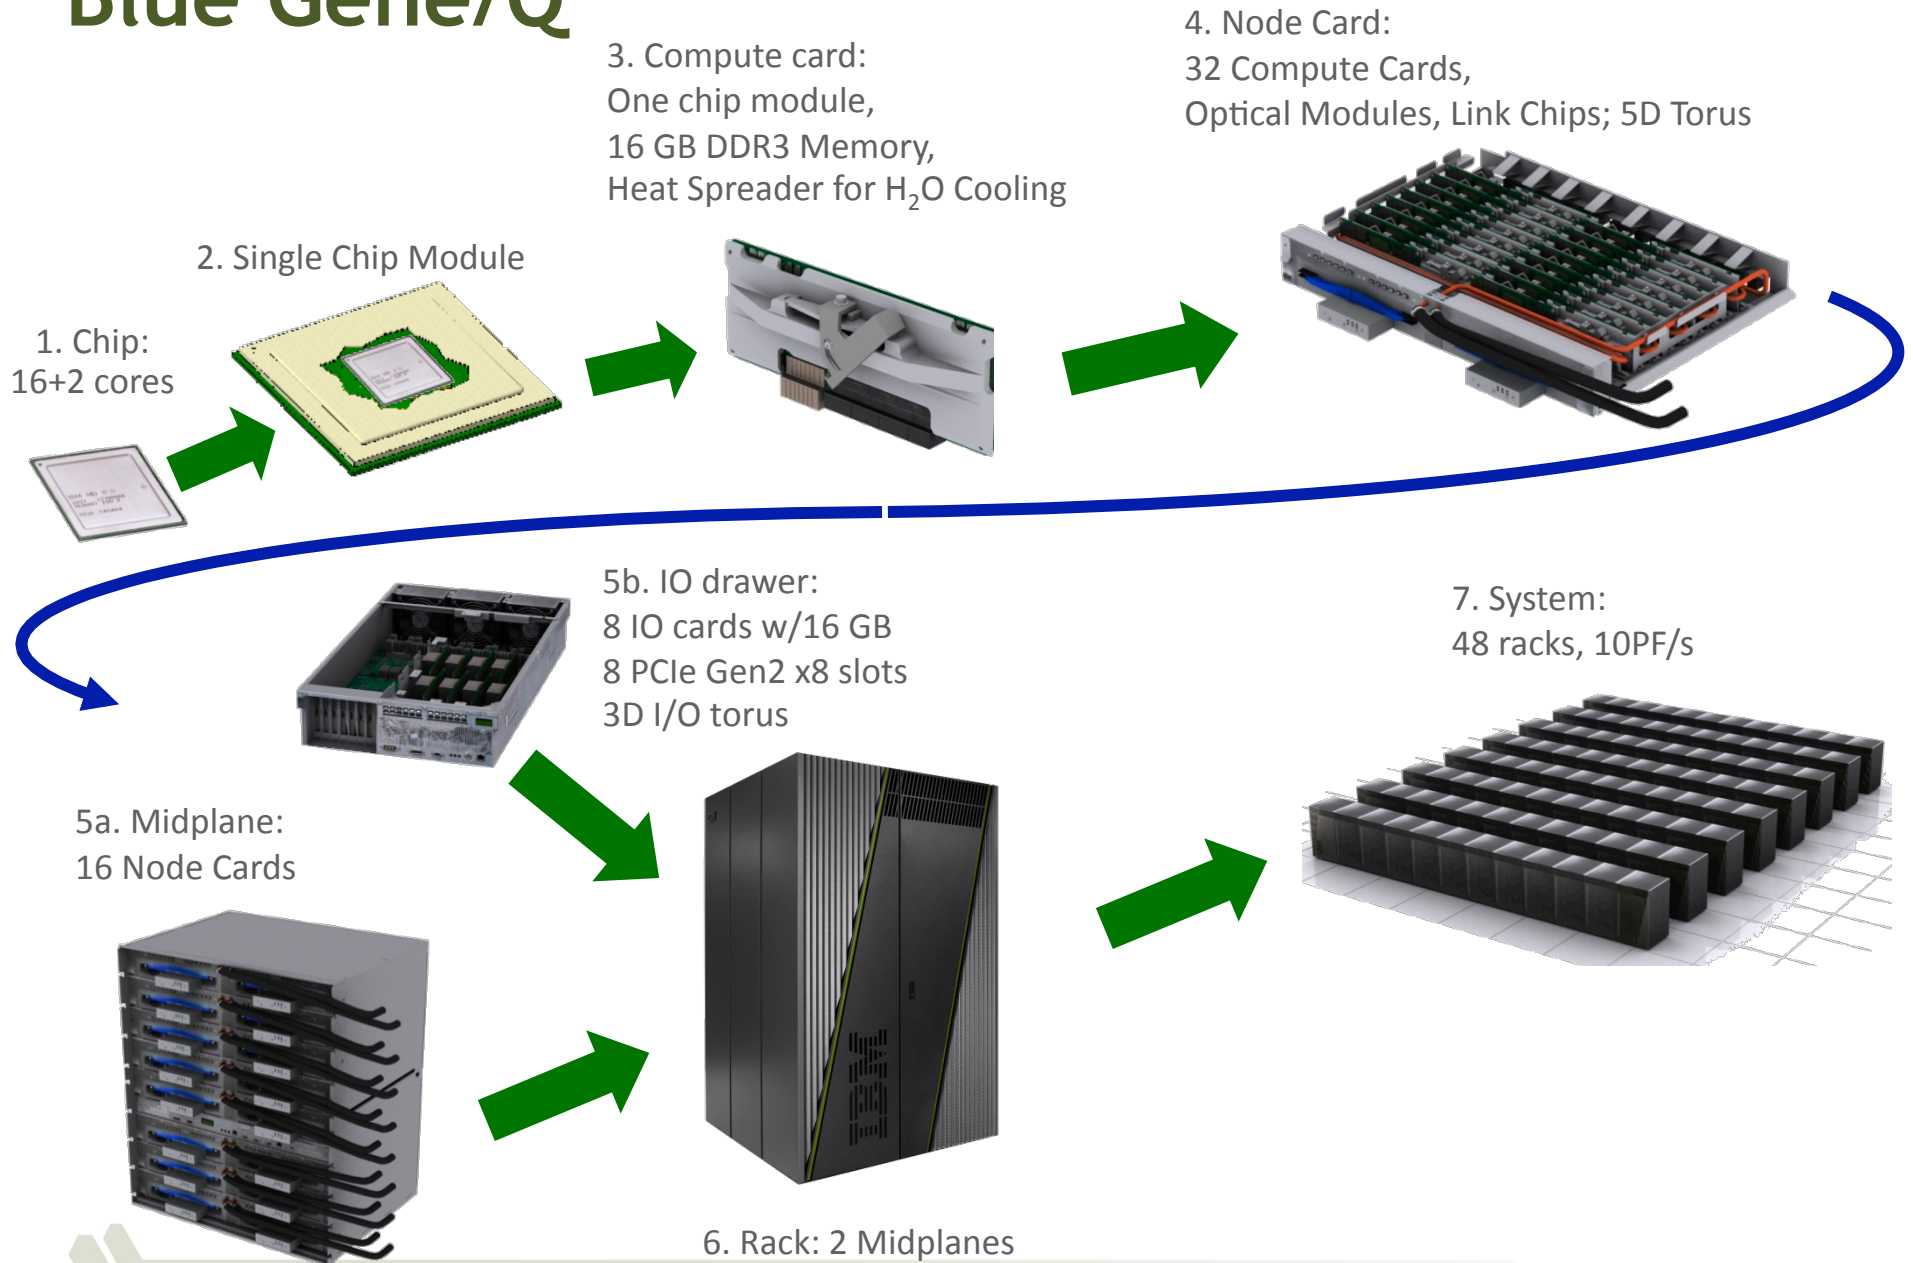 Blue Gene/Q
3. Compute card:
One chip module,
16 GB DDR3 Memory,
Heat Spreader for H₂O Cooling
4. Node Card:
32 Compute Cards,
Optical Modules, Link Chips; 5D Torus
2. Single Chip Module
1. Chip:
16+2 cores
5b. IO drawer:
8 IO cards w/16 GB
8 PCIe Gen2 x8 slots
3D I/O torus
7. System:
48 racks, 10PF/s
5a. Midplane:
16 Node Cards
IBM
6. Rack: 2 Midplanes